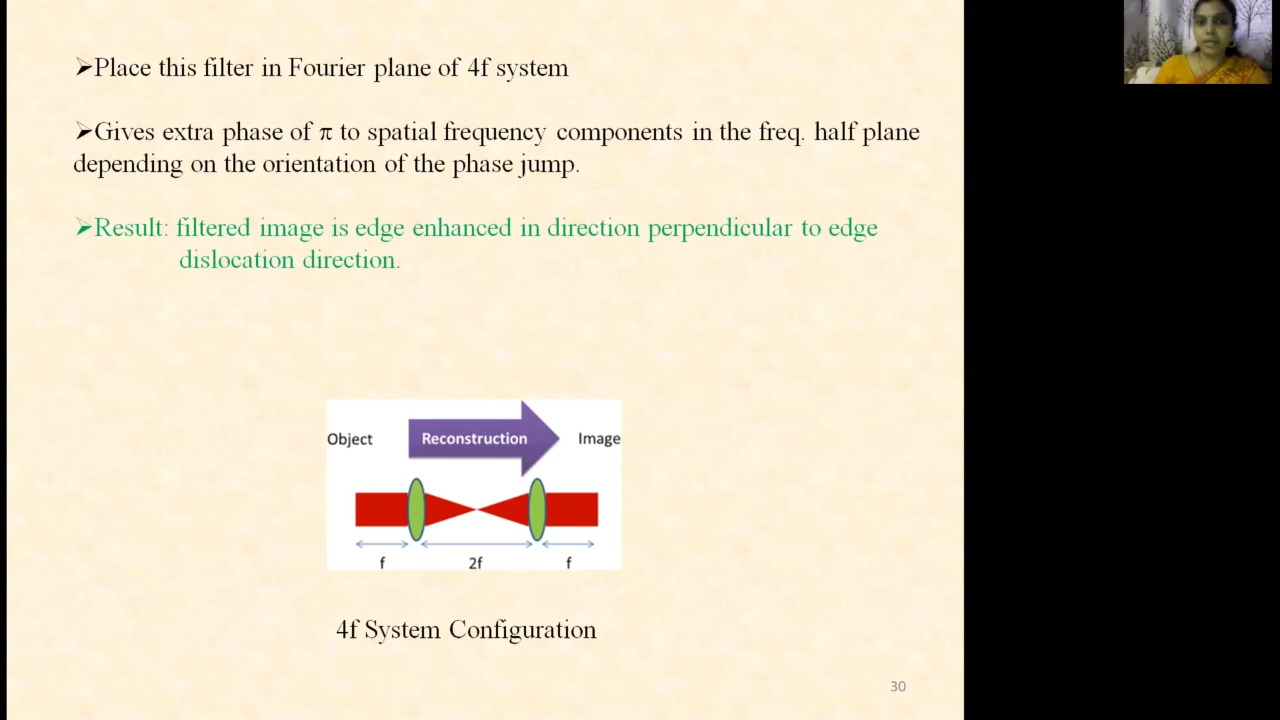 ➢Place this filter in Fourier plane of 4f system
➢Gives extra phase of π to spatial frequency components in the freq. half plane
depending on the orientation of the phase jump.
➢Result: filtered image is edge enhanced in direction perpendicular to edge
dislocation direction.
Object
Reconstruction
Image
f
2f
f
4f System Configuration
30